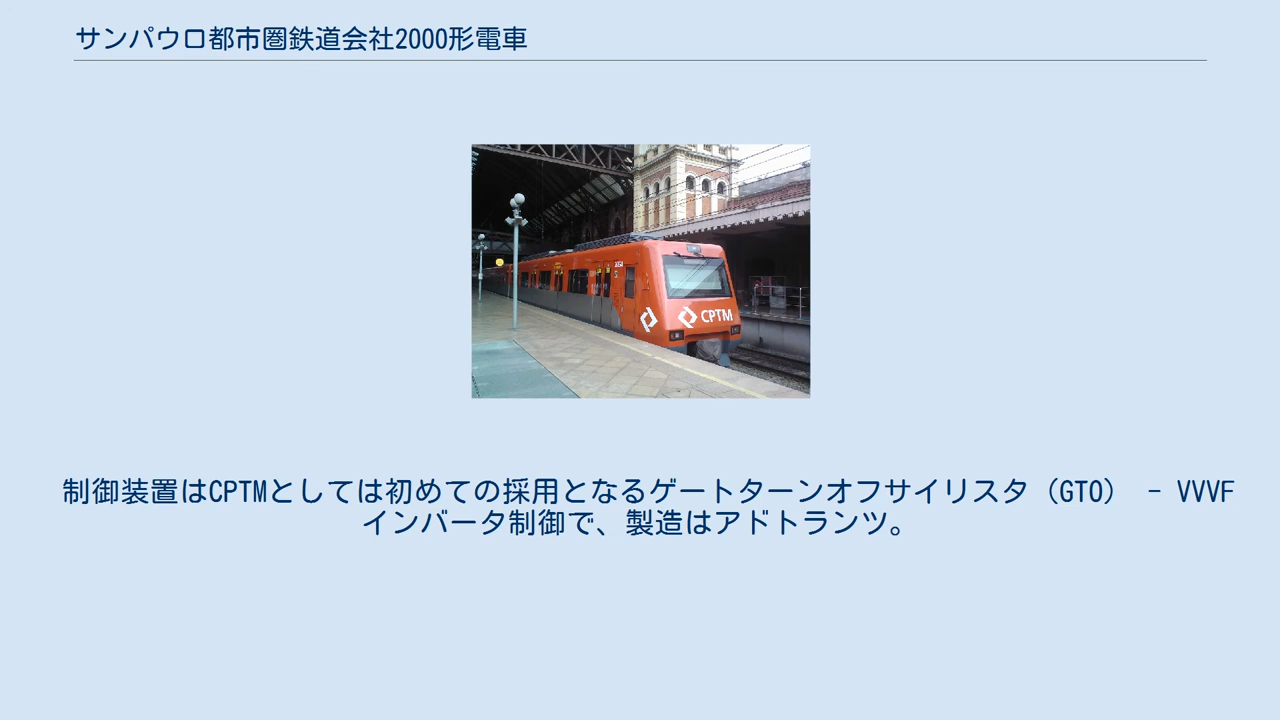 サンパウロ都市圏鉄道会社2000形電車
CPTM
制御装置はCPTMとしては初めての採用となるゲートターンオフサイリスタ（GTO） - VVVF
インバータ制御で、製造はアドトランツ。